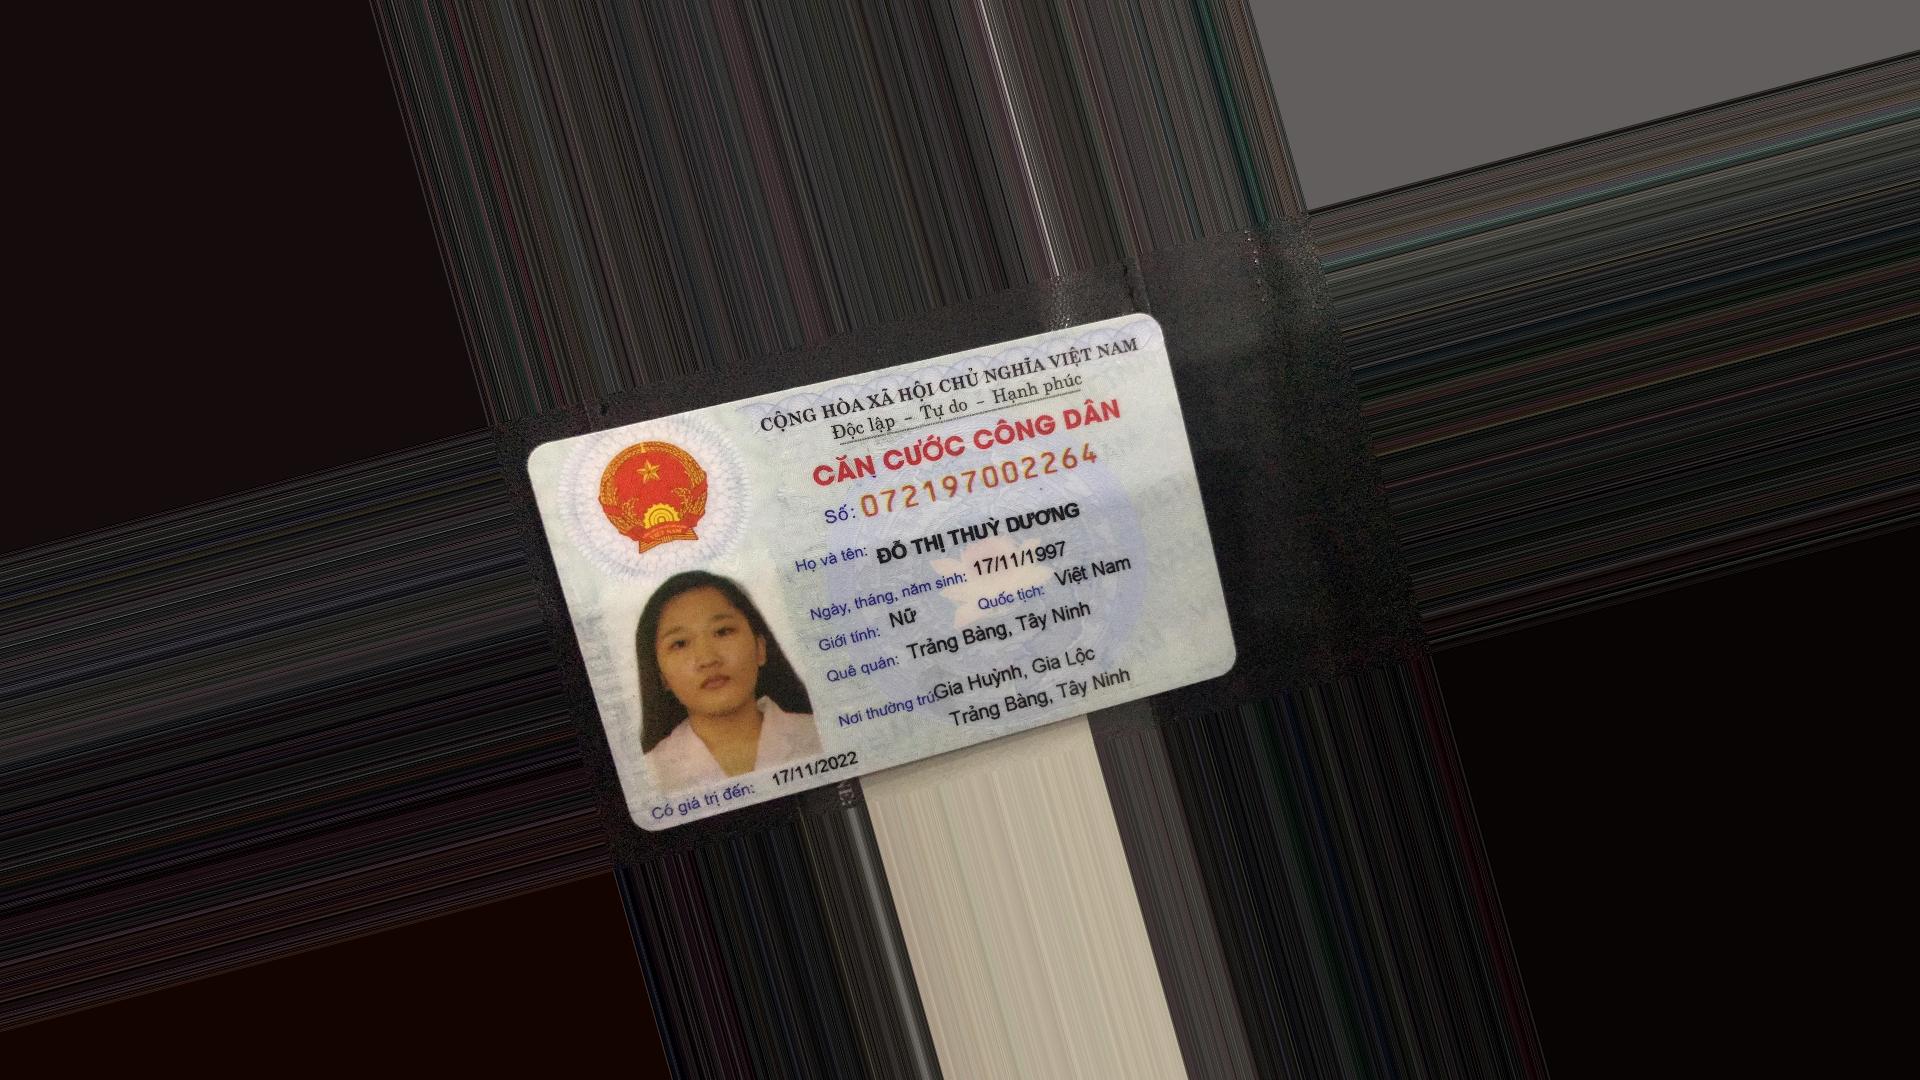 CỘNG HÒA XÃ HỘI CHỦ NGHĨA VIỆT NAM
Độc lập – Tự do – Hạnh phúc
CĂN CƯỚC CÔNG DÂN
Số: 072197002264
Họ và tên: ĐỖ THỊ THUỲ DƯƠNG
Ngày, tháng, năm sinh: 17/11/1997
Giới tính: Nữ Quốc tịch: Việt Nam
Quê quán: Trảng Bàng, Tây Ninh
Nơi thường trú: Gia Huỳnh, Gia Lộc
Trảng Bàng, Tây Ninh
Có giá trị đến: 17/11/2022